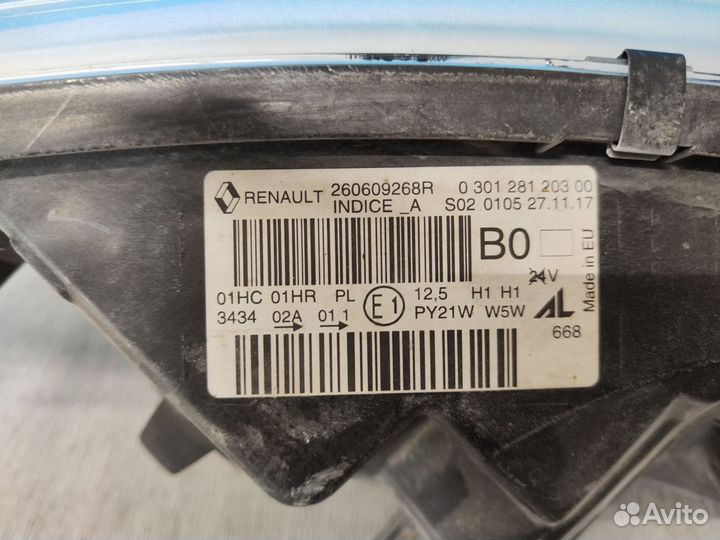 RENAULT 260609268R 0 301 281 203 00
INDICE _A S02 0105 27.11.17
B0
Made in EU
01HC 01HR PL E1 12,5 H1 H1 24V
3434 02A 01 1 PY21W W5W AL
668
Avito